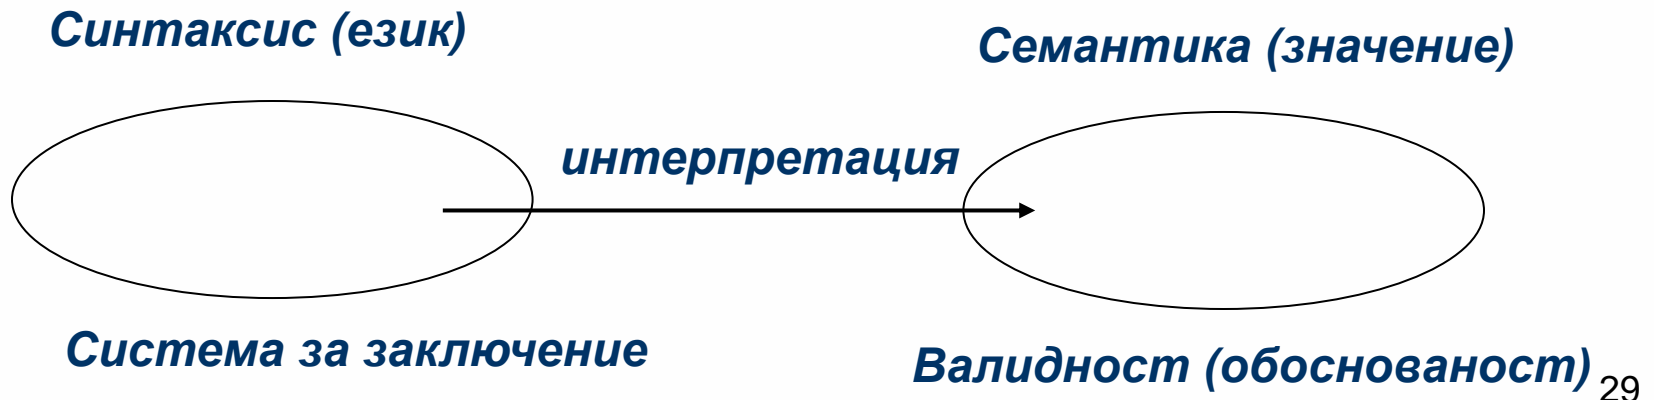 Синтаксис (език)
Семантика (значение)
интерпретация
Система за заключение
Валидност (обоснованост)
29